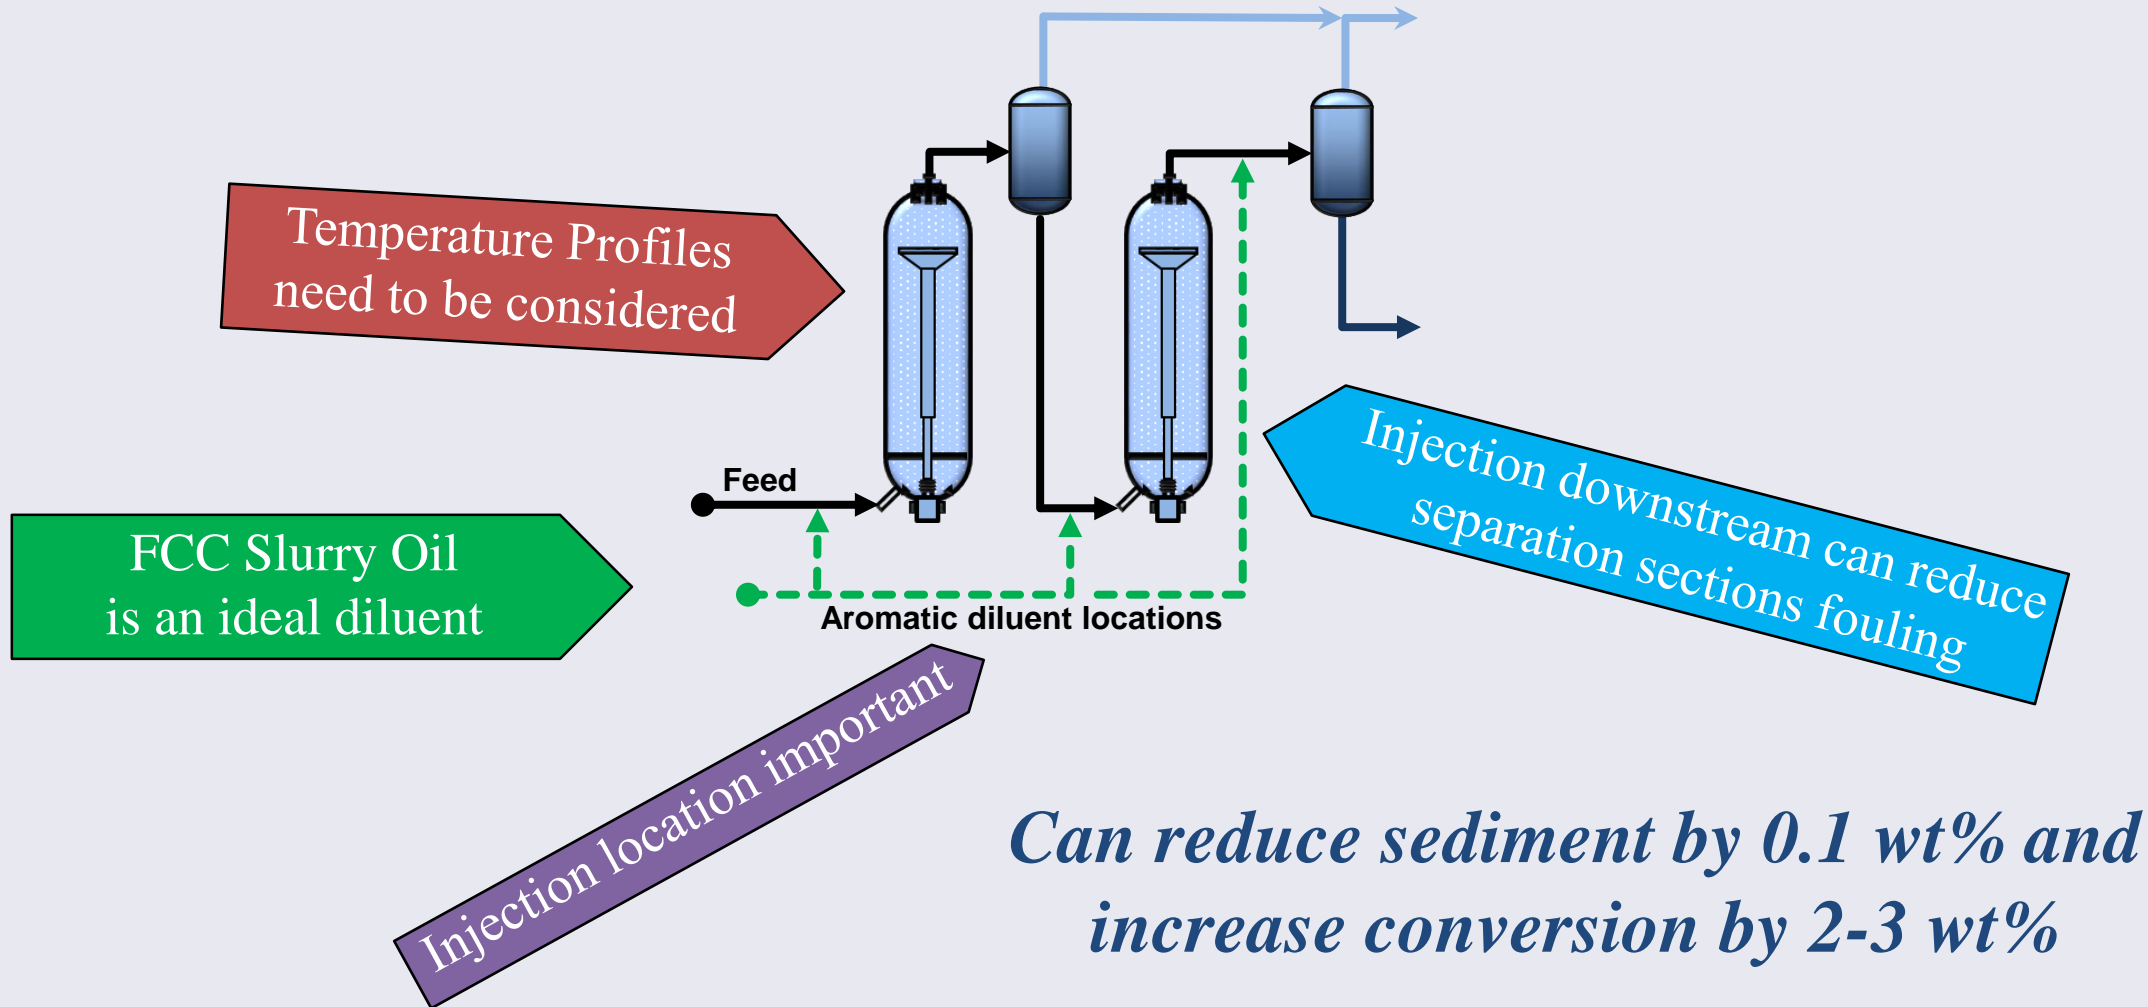 Temperature Profiles
need to be considered
Feed
FCC Slurry Oil
is an ideal diluent
Aromatic diluent locations
Injection downstream can reduce
separation sections fouling
Injection location important
Can reduce sediment by 0.1 wt% and
increase conversion by 2-3 wt%